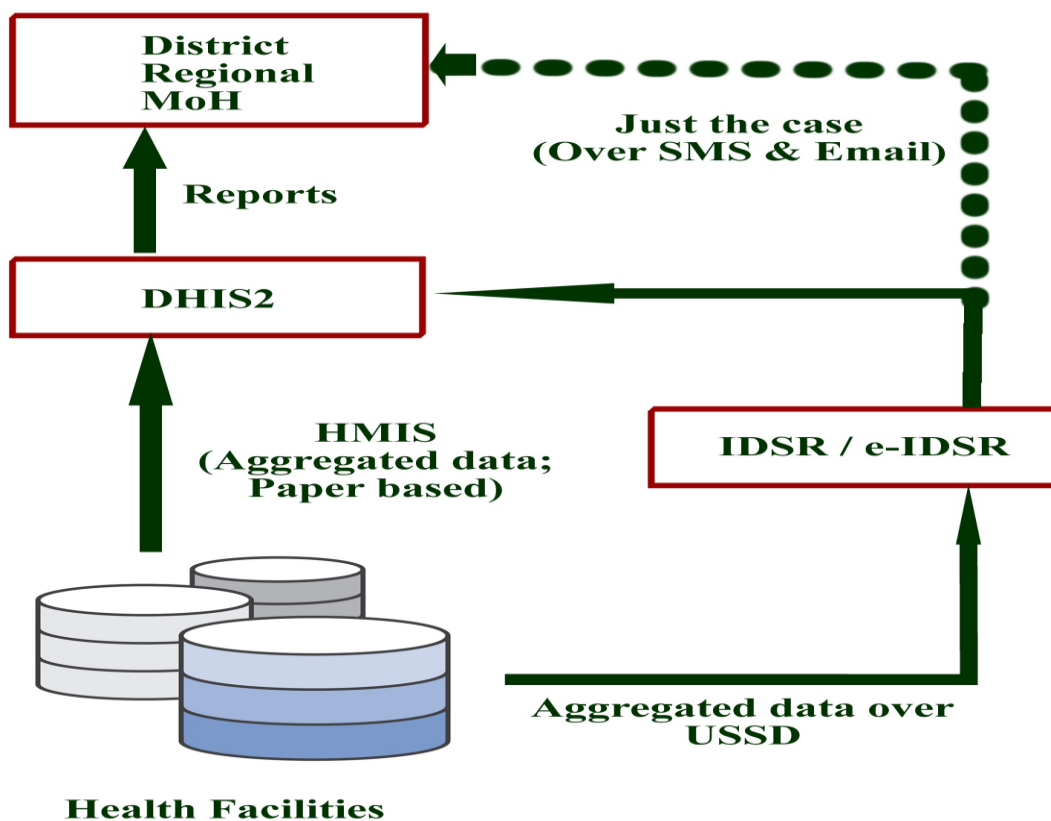 District
Regional
MoH
Just the case
(Over SMS & Email)
Reports
DHIS2
HMIS
(Aggregated data;
Paper based)
IDSR / e-IDSR
Aggregated data over
USSD
Health Facilities